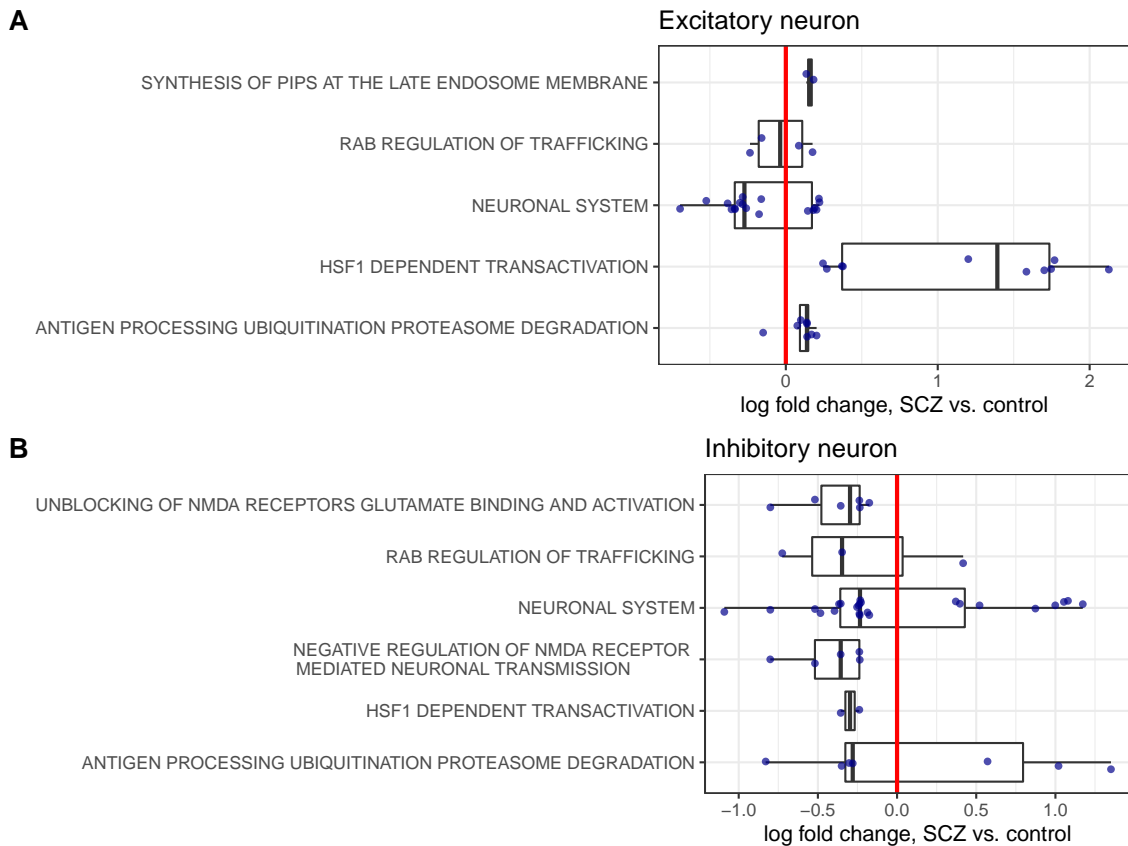 A
Excitatory neuron
SYNTHESIS OF PIPS AT THE LATE ENDOSOME MEMBRANE
RAB REGULATION OF TRAFFICKING
NEURONAL SYSTEM
HSF1 DEPENDENT TRANSACTIVATION
ANTIGEN PROCESSING UBIQUITINATION PROTEASOME DEGRADATION
0 1 2
log fold change, SCZ vs. control
B
Inhibitory neuron
UNBLOCKING OF NMDA RECEPTORS GLUTAMATE BINDING AND ACTIVATION
RAB REGULATION OF TRAFFICKING
NEURONAL SYSTEM
NEGATIVE REGULATION OF NMDA RECEPTOR
MEDIATED NEURONAL TRANSMISSION
HSF1 DEPENDENT TRANSACTIVATION
ANTIGEN PROCESSING UBIQUITINATION PROTEASOME DEGRADATION
−1.0 −0.5 0.0 0.5 1.0
log fold change, SCZ vs. control